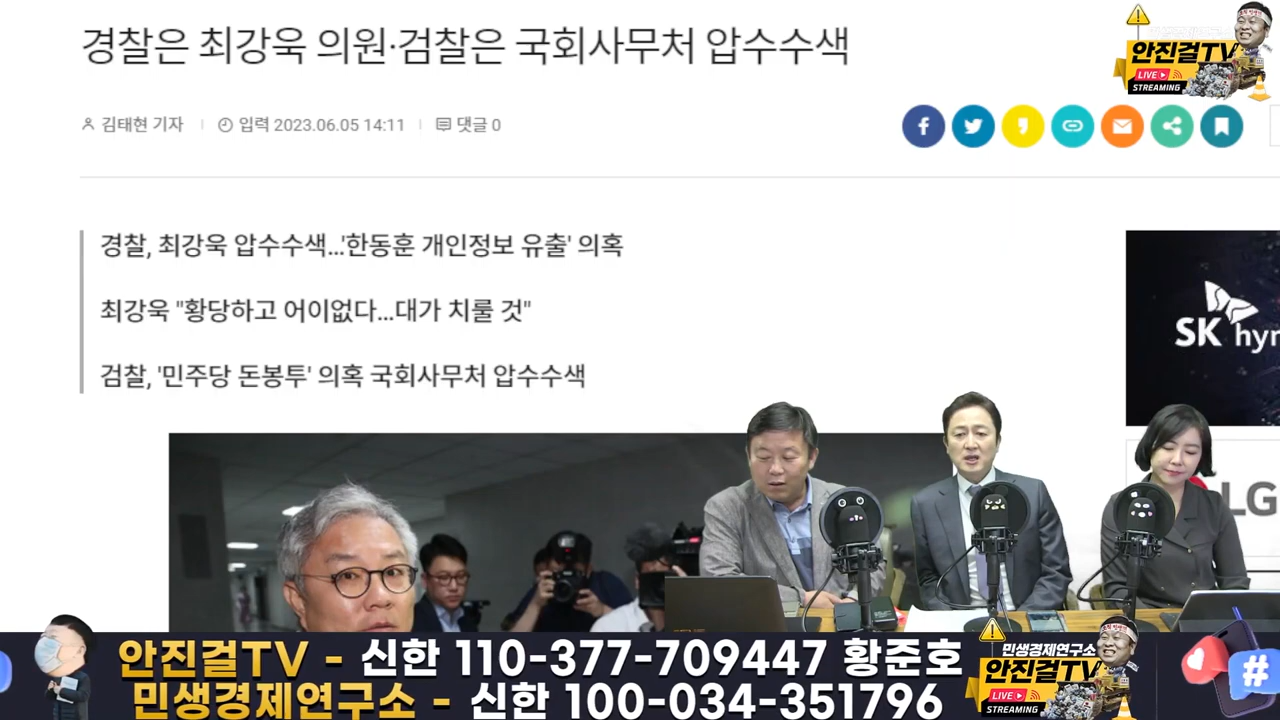 경찰은 최강욱 의원·검찰은 국회사무처 압수수색
안진걸TV
LIVE
STREAMING
김태현 기자
입력 2023.06.05 14:11
댓글 0
경찰, 최강욱 압수수색...'한동훈 개인정보 유출' 의혹
최강욱 "황당하고 어이없다...대가 치룰 것"
검찰, '민주당 돈봉투' 의혹 국회사무처 압수수색
SK hyn
LG
안진걸TV - 신한 110-377-709447 황준호
민생경제연구소 - 신한 100-034-351796
민생경제연구소
안진걸TV
LIVE
STREAMING
#